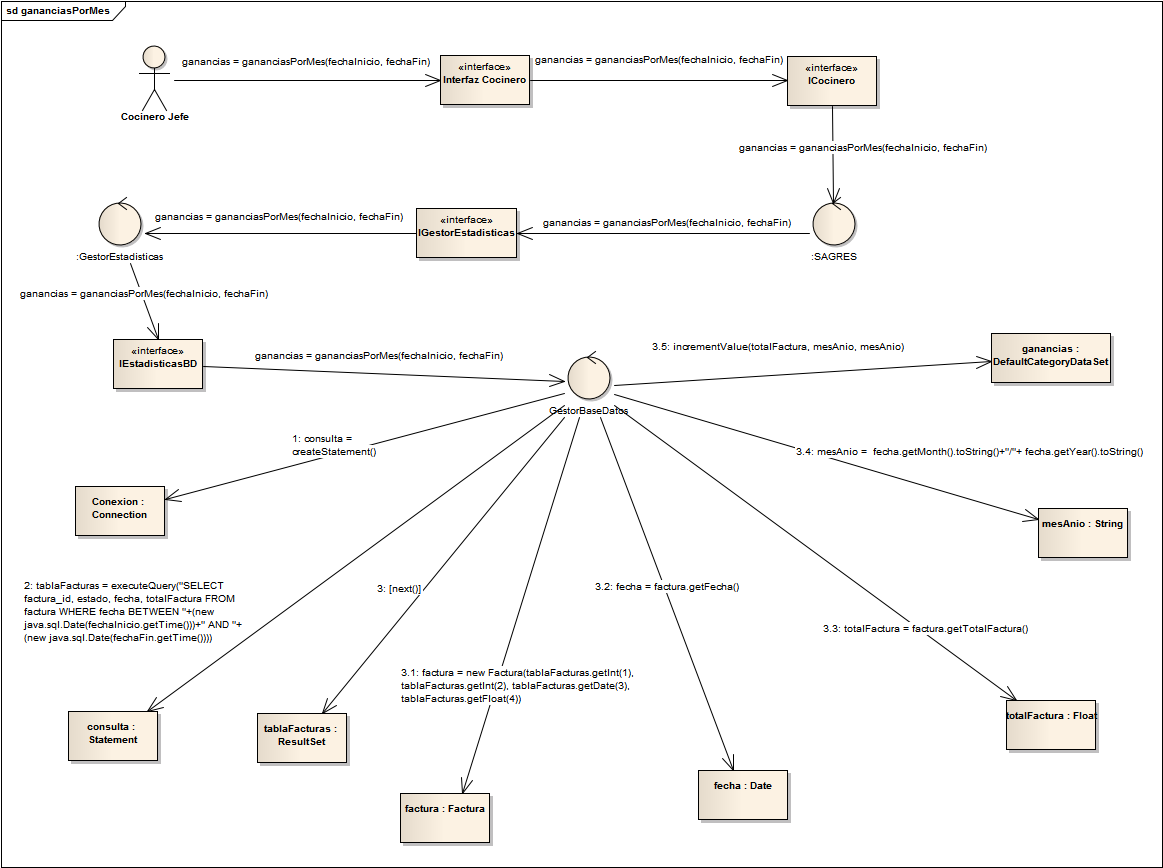 sd gananciasPorMes
ganancias = gananciasPorMes(fechaInicio, fechaFin)
«interface»
Interfaz Cocinero
ganancias = gananciasPorMes(fechaInicio, fechaFin)
«interface»
ICocinero
Cocinero Jefe
ganancias = gananciasPorMes(fechaInicio, fechaFin)
ganancias = gananciasPorMes(fechaInicio, fechaFin)
«interface»
IGestorEstadisticas
ganancias = gananciasPorMes(fechaInicio, fechaFin)
:GestorEstadisticas
:SAGRES
ganancias = gananciasPorMes(fechaInicio, fechaFin)
«interface»
IEstadisticasBD
ganancias = gananciasPorMes(fechaInicio, fechaFin)
3.5: incrementValue(totalFactura, mesAnio, mesAnio)
ganancias :
DefaultCategoryDataSet
GestorBaseDatos
1: consulta =
createStatement()
3.4: mesAnio =  fecha.getMonth().toString()+"/"+ fecha.getYear().toString()
Conexion :
Connection
mesAnio : String
2: tablaFacturas = executeQuery("SELECT
factura_id, estado, fecha, totalFactura FROM
factura WHERE fecha BETWEEN "+(new
java.sql.Date(fechaInicio.getTime()))+" AND "+
(new java.sql.Date(fechaFin.getTime())))
3: [next()]
3.2: fecha = factura.getFecha()
3.3: totalFactura = factura.getTotalFactura()
3.1: factura = new Factura(tablaFacturas.getInt(1),
tablaFacturas.getInt(2), tablaFacturas.getDate(3),
tablaFacturas.getFloat(4))
consulta :
Statement
tablaFacturas :
ResultSet
totalFactura : Float
factura : Factura
fecha : Date